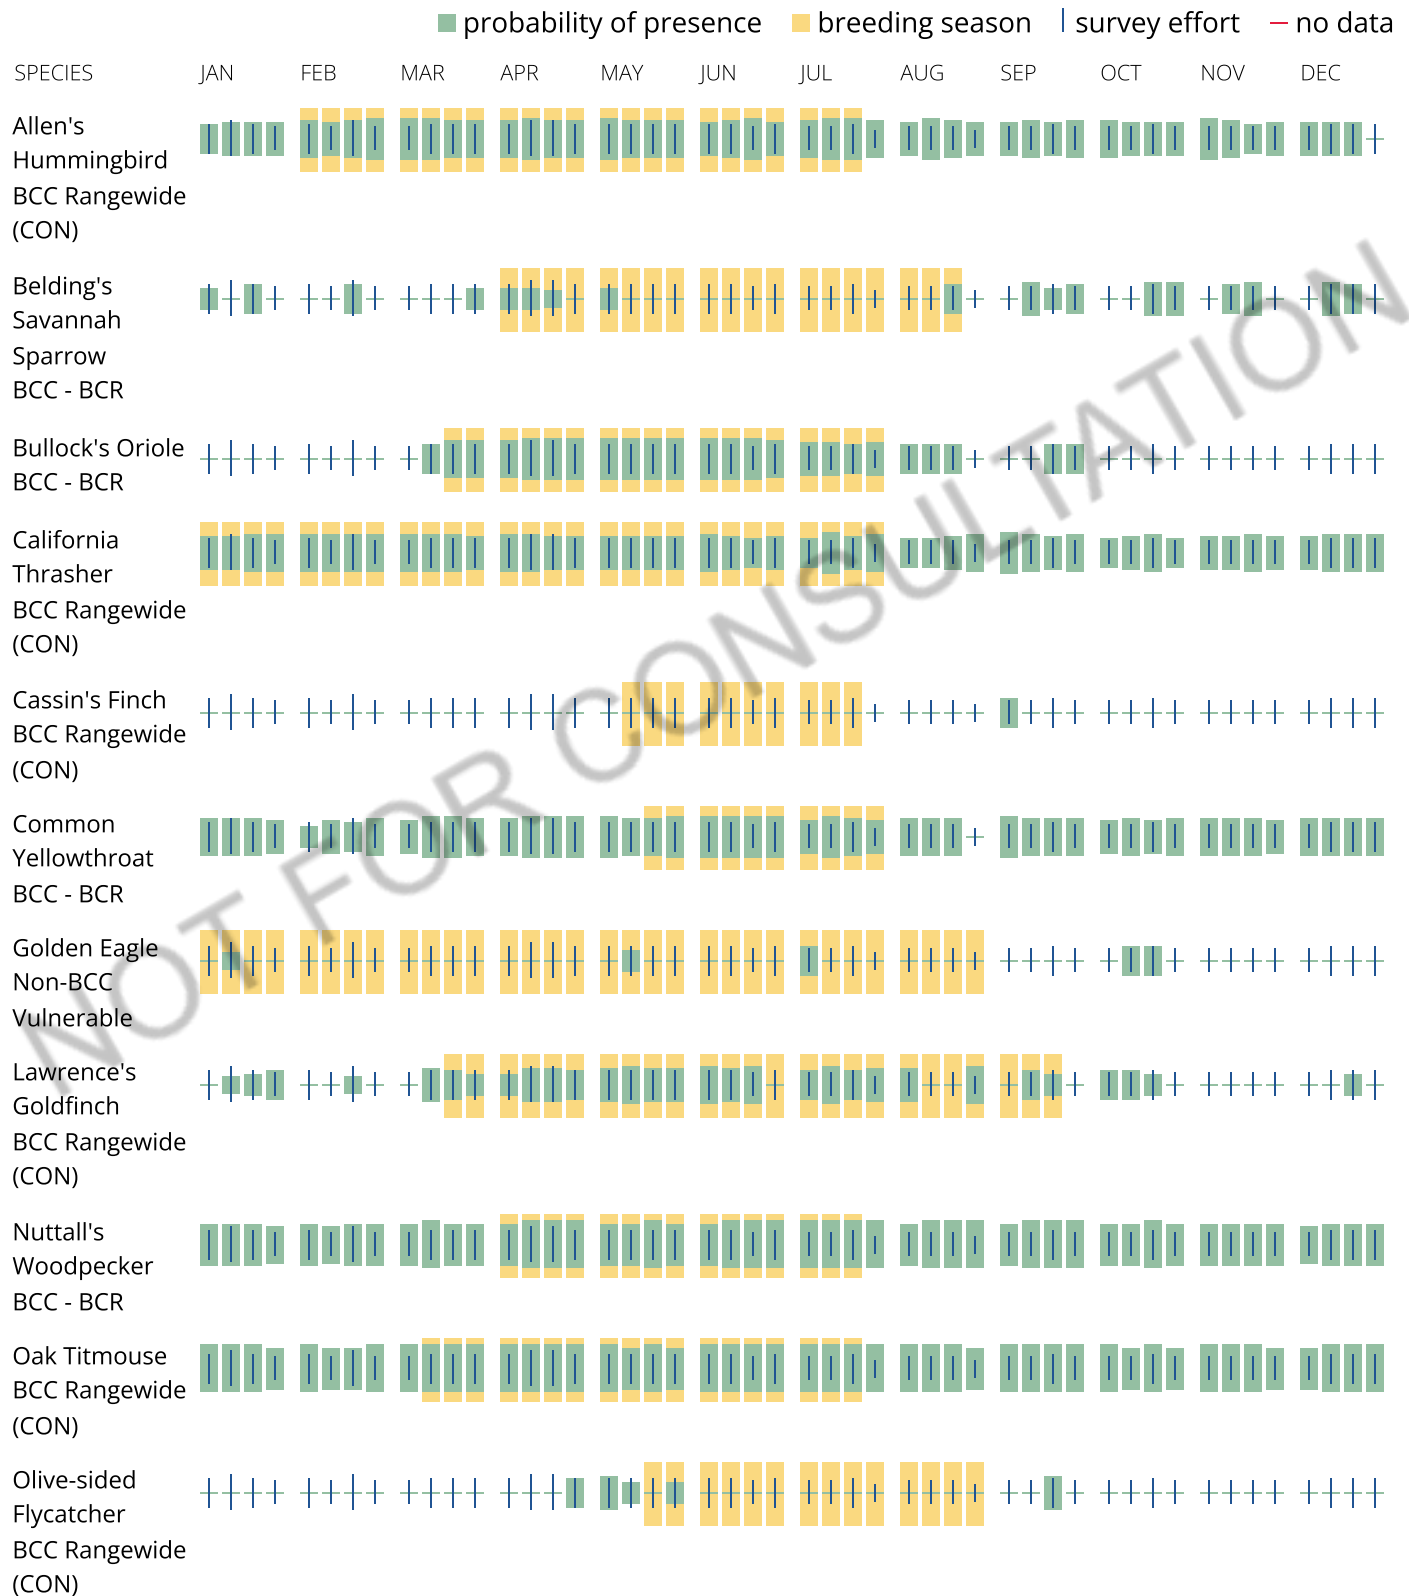 probability of presence breeding season survey effort no data
SPECIES JAN FEB MAR APR MAY JUN JUL AUG SEP OCT NOV DEC
Allen's
Hummingbird
BCC Rangewide
(CON)
Belding's
Savannah
Sparrow
BCC - BCR
Bullock's Oriole
BCC - BCR
California
Thrasher
BCC Rangewide
(CON)
Cassin's Finch
BCC Rangewide
(CON)
Common
Yellowthroat
BCC - BCR
Golden Eagle
Non-BCC
Vulnerable
Lawrence's
Goldfinch
BCC Rangewide
(CON)
Nuttall's
Woodpecker
BCC - BCR
Oak Titmouse
BCC Rangewide
(CON)
Olive-sided
Flycatcher
BCC Rangewide
(CON)
NOT FOR CONSULTATION